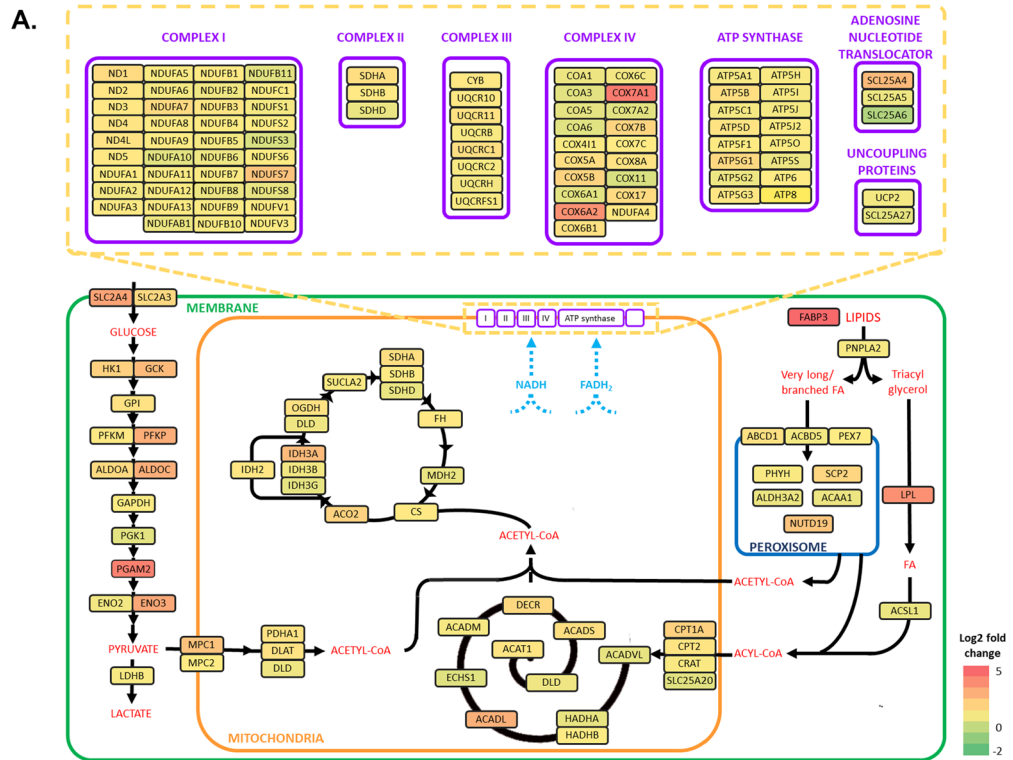 A.
COMPLEX I
ND1 NDUFA5 NDUFB1 NDUFB11
ND2 NDUFA6 NDUFB2 NDUFC1
ND3 NDUFA7 NDUFB3 NDUFS1
ND4 NDUFA8 NDUFB4 NDUFS2
ND4L NDUFA9 NDUFB5 NDUFS3
ND5 NDUFA10 NDUFB6 NDUFS6
NDUFA1 NDUFA11 NDUFB7 NDUFS7
NDUFA2 NDUFA12 NDUFB8 NDUFS8
NDUFA3 NDUFA13 NDUFB9 NDUFV1
NDUFAB1 NDUFB10 NDUFV3
COMPLEX II
SDHA
SDHB
SDHD
COMPLEX III
CYB
UQCR10
UQCR11
UQCRB
UQCRC1
UQCRC2
UQCRH
UQCRFS1
COMPLEX IV
COA1 COX6C
COA3 COX7A1
COA5 COX7A2
COA6 COX7B
COX4I1 COX7C
COX5A COX8A
COX5B COX11
COX6A1 COX17
COX6A2 NDUFA4
COX6B1
ATP SYNTHASE
ATP5A1 ATP5H
ATP5B ATP5I
ATP5C1 ATP5J
ATP5D ATP5J2
ATP5F1 ATP5O
ATP5G1 ATP5S
ATP5G2 ATP6
ATP5G3 ATP8
ADENOSINE
NUCLEOTIDE
TRANSLOCATOR
SCL25A4
SCL25A5
SLC25A6
UNCOUPLING
PROTEINS
UCP2
SCL25A27
SLC2A4 SLC2A3
MEMBRANE
GLUCOSE
HK1 GCK
GPI
PFKM PFKP
ALDOA ALDOC
GAPDH
PGK1
PGAM2
ENO2 ENO3
PYRUVATE
LDHB
LACTATE
MPC1
MPC2
PDHA1
DLAT
DLD
ACETYL-CoA
MITOCHONDRIA
I II III IV ATP synthase
NADH FADH2
SDHA
SDHB
SDHD
SUCLA2
OGDH
DLD
FH
IDH2
IDH3A
IDH3B
IDH3G
MDH2
ACO2
CS
ACETYL-CoA
DECR
ACADM
ACADS
ACAT1
ACADVL
ECHS1
DLD
ACADL
HADHA
HADHB
CPT1A
CPT2
CRAT
SLC25A20
ACYL-CoA
ACETYL-CoA
FABP3 LIPIDS
PNPLA2
Very long/
branched FA
Triacyl
glycerol
ABCD1 ACBD5 PEX7
PHYH SCP2
ALDH3A2 ACAA1
NUTD19
PEROXISOME
LPL
FA
ACSL1
Log2 fold
change
5
0
-2
~